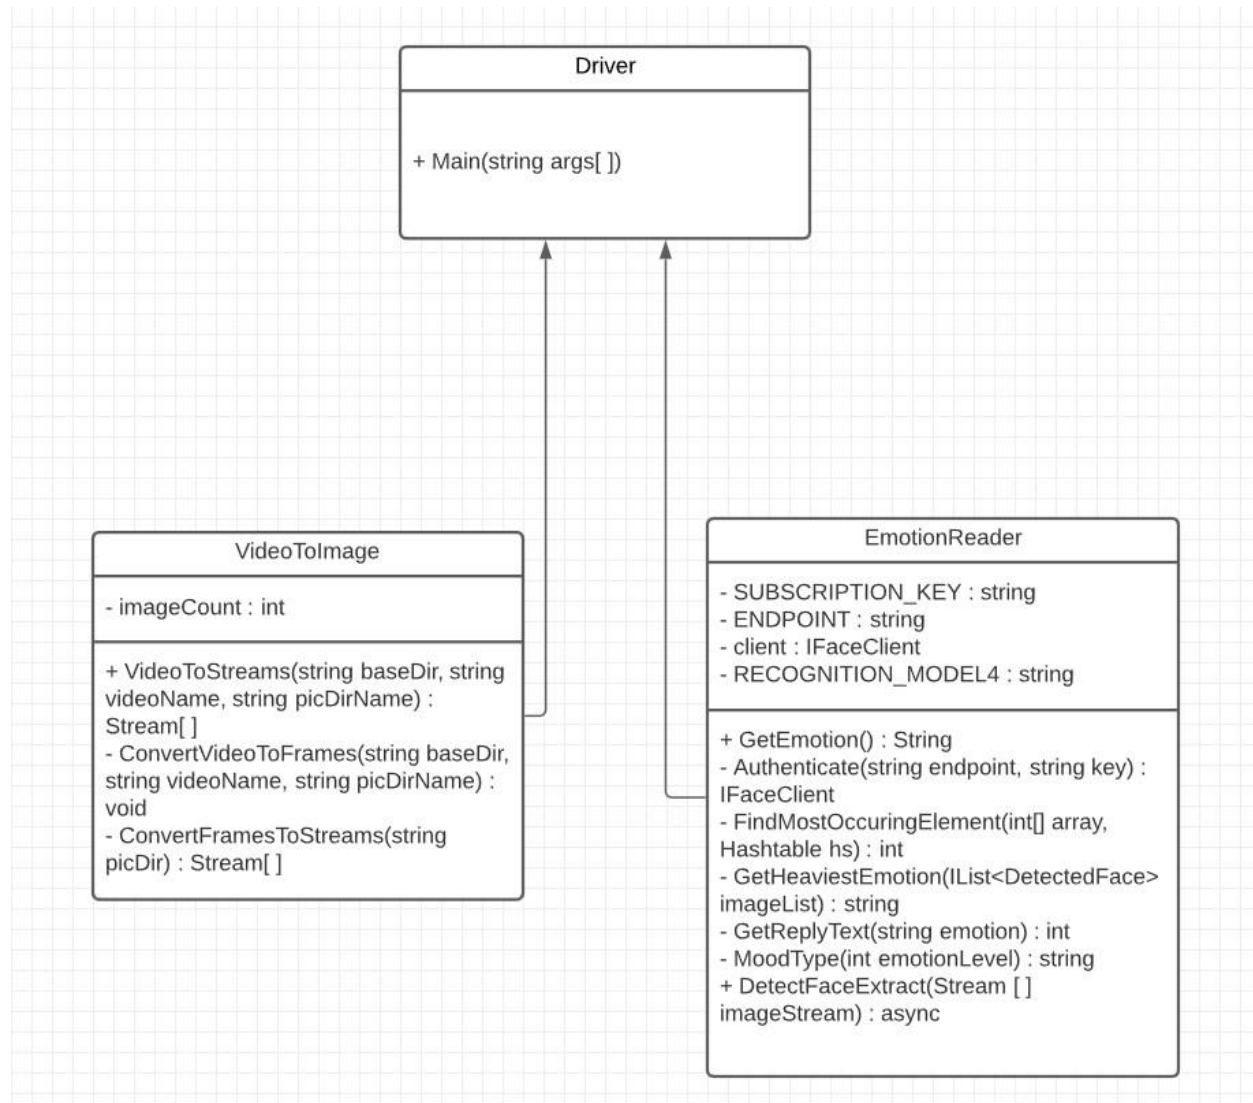 Driver
+ Main(string args[ ])
VideoToImage
- imageCount : int
+ VideoToStreams(string baseDir, string
videoName, string picDirName) :
Stream[ ]
- ConvertVideoToFrames(string baseDir,
string videoName, string picDirName) :
void
- ConvertFramesToStreams(string
picDir) : Stream[ ]
EmotionReader
- SUBSCRIPTION_KEY : string
- ENDPOINT : string
- client : IFaceClient
- RECOGNITION_MODEL4 : string
+ GetEmotion() : String
- Authenticate(string endpoint, string key) :
IFaceClient
- FindMostOccuringElement(int[] array,
Hashtable hs) : int
- GetHeaviestEmotion(IList<DetectedFace>
imageList) : string
- GetReplyText(string emotion) : int
- MoodType(int emotionLevel) : string
+ DetectFaceExtract(Stream [ ]
imageStream) : async